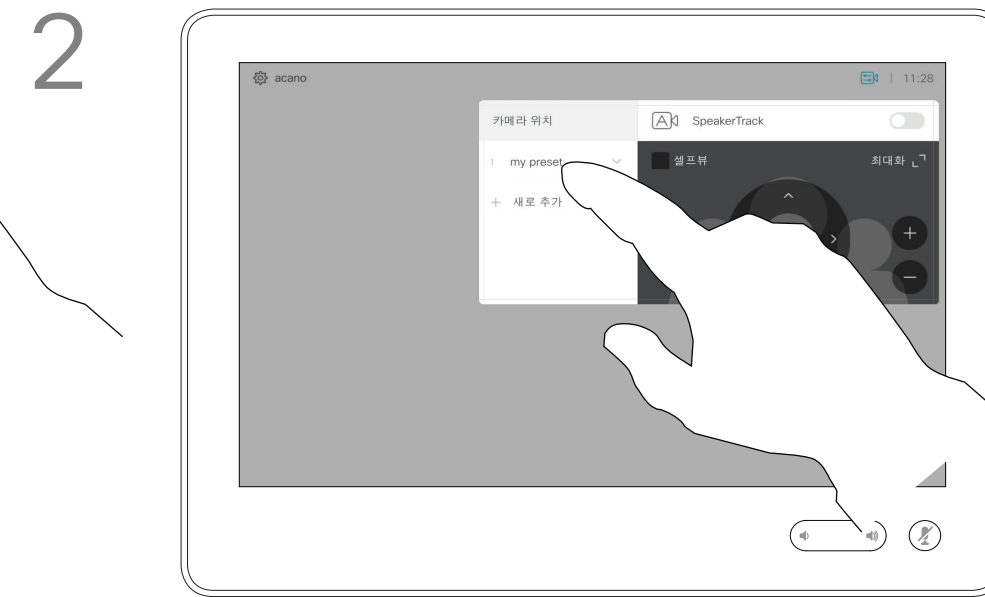 2
acano 11:28
카메라 위치
SpeakerTrack
1 my preset
셀프뷰 최대화
+ 새로 추가